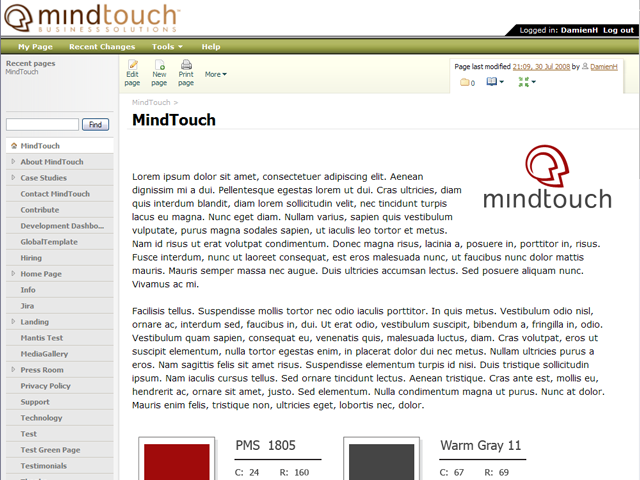 mindtouch
BUSINESS SOLUTIONS
Logged in: DamienH Log out
My Page Recent Changes Tools Help
Recent pages
MindTouch
Find
MindTouch
About MindTouch
Case Studies
Contact MindTouch
Contribute
Development Dashbo...
GlobalTemplate
Hiring
Home Page
Info
Jira
Landing
Mantis Test
MediaGallery
Press Room
Privacy Policy
Support
Technology
Test
Test Green Page
Testimonials
Edit page
New page
Print page
More
Page last modified 21:09, 30 Jul 2008 by DamienH
0
MindTouch >
MindTouch
mindtouch
Lorem ipsum dolor sit amet, consectetuer adipiscing elit. Aenean
dignissim mi a dui. Pellentesque egestas lorem ut dui. Cras ultricies, diam
quis interdum blandit, diam lorem sollicitudin velit, nec tincidunt turpis
lacus eu magna. Nunc eget diam. Nullam varius, sapien quis vestibulum
vulputate, purus magna sodales sapien, ut iaculis leo tortor et metus.
Nam id risus ut erat volutpat condimentum. Donec magna risus, lacinia a, posuere in, porttitor in, risus.
Fusce interdum, nunc ut laoreet consequat, est eros malesuada nunc, ut faucibus nunc dolor mattis
mauris. Mauris semper massa nec augue. Duis ultricies accumsan lectus. Sed posuere aliquam nunc.
Vivamus ac mi.
Facilisis tellus. Suspendisse mollis tortor nec odio iaculis porttitor. In quis metus. Vestibulum odio nisl,
ornare ac, interdum sed, faucibus in, dui. Ut erat odio, vestibulum suscipit, bibendum a, fringilla in, odio.
Vestibulum quam sapien, consequat eu, venenatis quis, malesuada luctus, diam. Cras volutpat, eros ut
suscipit elementum, nulla tortor egestas enim, in placerat dolor dui nec metus. Nullam ultricies purus a
eros. Nam sagittis felis sit amet risus. Suspendisse elementum turpis id nisi. Duis tristique sollicitudin
ipsum. Nam iaculis cursus tellus. Sed ornare tincidunt lectus. Aenean tristique. Cras ante est, mollis eu,
hendrerit ac, ornare sit amet, justo. Sed elementum. Nulla condimentum magna ut purus. Nunc at dolor.
Mauris enim felis, tristique non, ultricies eget, lobortis nec, dolor.
PMS 1805
C: 24 R: 160
Warm Gray 11
C: 67 R: 69